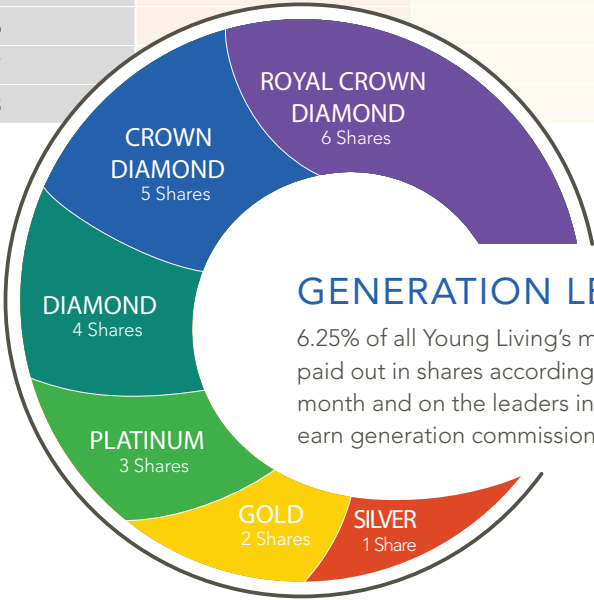 ROYAL CROWN
DIAMOND
6 Shares
CROWN
DIAMOND
5 Shares
DIAMOND
4 Shares
PLATINUM
3 Shares
GOLD
2 Shares
SILVER
1 Share
GENERATION LE
6.25% of all Young Living’s m
paid out in shares according
month and on the leaders in
earn generation commission